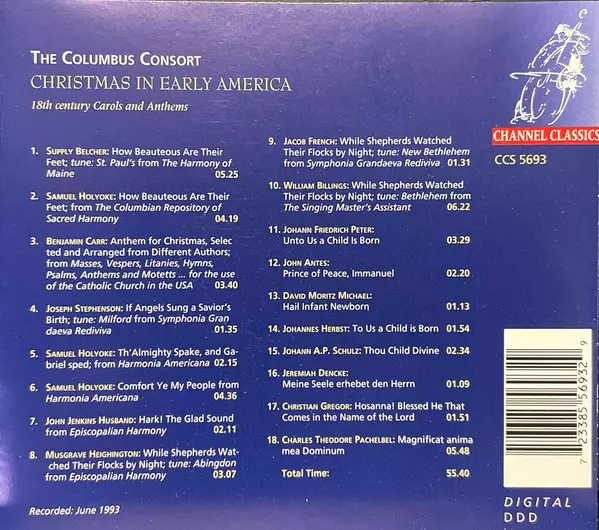 THE COLUMBUS CONSORT
CHRISTMAS IN EARLY AMERICA
18th century Carols and Anthems
1. SUPPLY BELCHER: How Beauteous Are Their
Feet; tune: St. Paul's from The Harmony of
Maine 05.25
2. SAMUEL HOLYOKE: How Beauteous Are Their
Feet; from The Columbian Repository of
Sacred Harmony 04.19
3. BENJAMIN CARR: Anthem for Christmas, Selec
ted and Arranged from Different Authors;
from Masses, Vespers, Litanies, Hymns,
Psalms, Anthems and Motetts ... for the use
of the Catholic Church in the USA 03.40
4. JOSEPH STEPHENSON: If Angels Sung a Savior's
Birth; tune: Milford from Symphonia Gran
daeva Rediviva 01.35
5. SAMUEL HOLYOKE: Th'Almighty Spake, and Ga-
briel sped; from Harmonia Americana 02.15
6. SAMUEL HOLYOKE: Comfort Ye My People from
Harmonia Americana 04.36
7. JOHN JENKINS HUSBAND: Hark! The Glad Sound
from Episcopalian Harmony 02.11
8. MUSGRAVE HEIGHINGTON: While Shepherds Wat-
ched Their Flocks by Night; tune: Abingdon
from Episcopalian Harmony 03.07
Recorded: June 1993
9. JACOB FRENCH: While Shepherds Watched
Their Flocks by Night; tune: New Bethlehem
from Symphonia Grandaeva Rediviva 01.31
10. WILLIAM BILLINGS: While Shepherds Watched
Their Flocks by Night; tune: Bethlehem from
The Singing Master's Assistant 06.22
11. JOHANN FRIEDRICH PETER:
Unto Us a Child Is Born 03.29
12. JOHN ANTES:
Prince of Peace, Immanuel 02.20
13. DAVID MORITZ MICHAEL:
Hail Infant Newborn 01.13
14. JOHANNES HERBST: To Us a Child is Born 01.54
15. JOHANN A.P. SCHULZ: Thou Child Divine 02.34
16. JEREMIAH DENCKE:
Meine Seele erhebet den Herrn 01.09
17. CHRISTIAN GREGOR: Hosanna! Blessed He That
Comes in the Name of the Lord 01.51
18. CHARLES THEODORE PACHELBEL: Magnificat anima
mea Dominum 05.48
Total Time: 55.40
CHANNEL CLASSICS
CCS 5693
7 23385 56932 9
DIGITAL
DDD